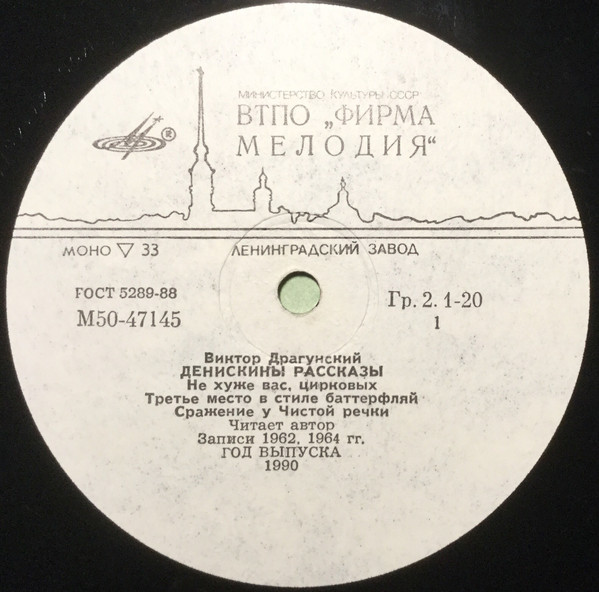 МИНИСТЕРСТВО КУЛЬТУРЫ СССР
ВТПО „ФИРМА
МЕЛОДИЯ“
®
МОНО ▽ 33
ЛЕНИНГРАДСКИЙ ЗАВОД
ГОСТ 5289-88
М50-47145
Гр. 2. 1-20
1
Виктор Драгунский
ДЕНИСКИНЫ РАССКАЗЫ
Не хуже вас, цирковых
Третье место в стиле баттерфляй
Сражение у Чистой речки
Читает автор
Записи 1962, 1964 гг.
ГОД ВЫПУСКА
1990